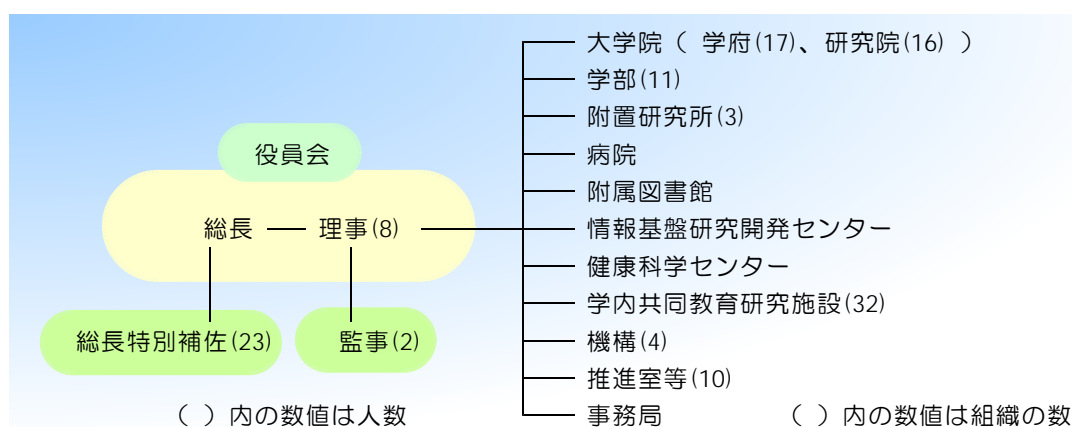 役員会
総長
理事(8)
総長特別補佐(23)
監事(2)
( )内の数値は人数
大学院( 学府(17)、研究院(16) )
学部(11)
附置研究所(3)
病院
附属図書館
情報基盤研究開発センター
健康科学センター
学内共同教育研究施設(32)
機構(4)
推進室等(10)
事務局
( )内の数値は組織の数